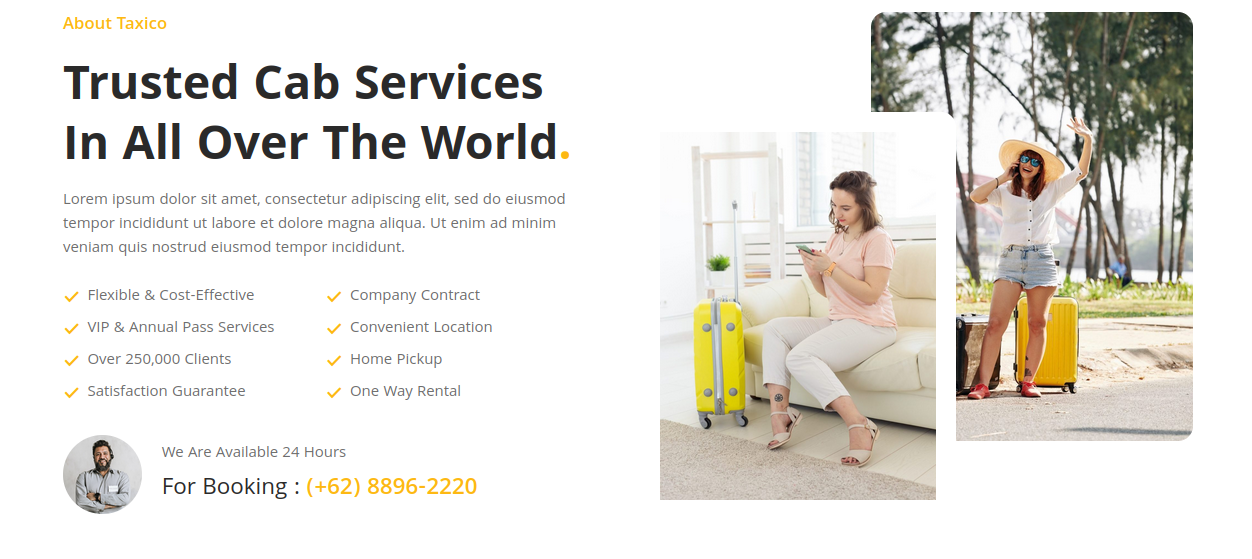 About Taxico
Trusted Cab Services
In All Over The World.
Lorem ipsum dolor sit amet, consectetur adipiscing elit, sed do eiusmod
tempor incididunt ut labore et dolore magna aliqua. Ut enim ad minim
veniam quis nostrud eiusmod tempor incididunt.
Flexible & Cost-Effective
VIP & Annual Pass Services
Over 250,000 Clients
Satisfaction Guarantee
Company Contract
Convenient Location
Home Pickup
One Way Rental
We Are Available 24 Hours
For Booking : (+62) 8896-2220